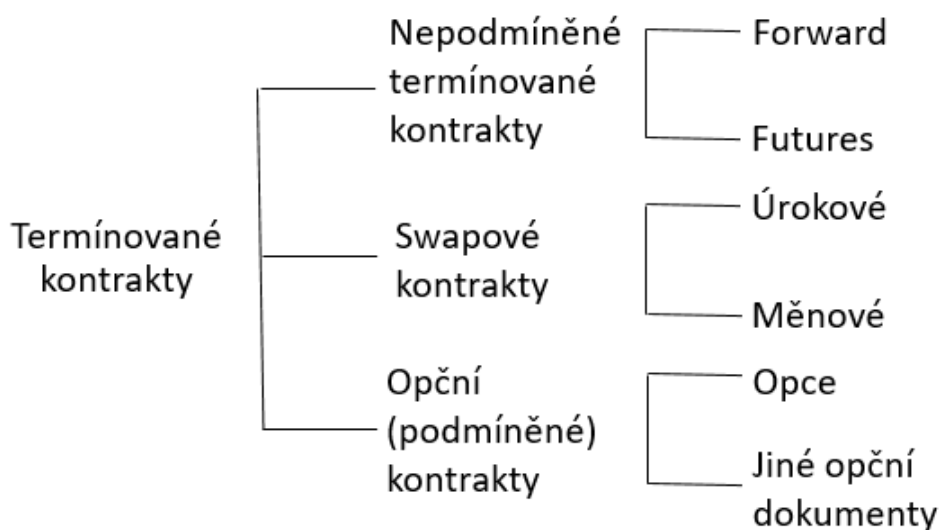 Termínované
kontrakty
Nepodmíněné
termínované
kontrakty
Forward
Futures
Swapové
kontrakty
Úrokové
Měnové
Opční
(podmíněné)
kontrakty
Opce
Jiné opční
dokumenty